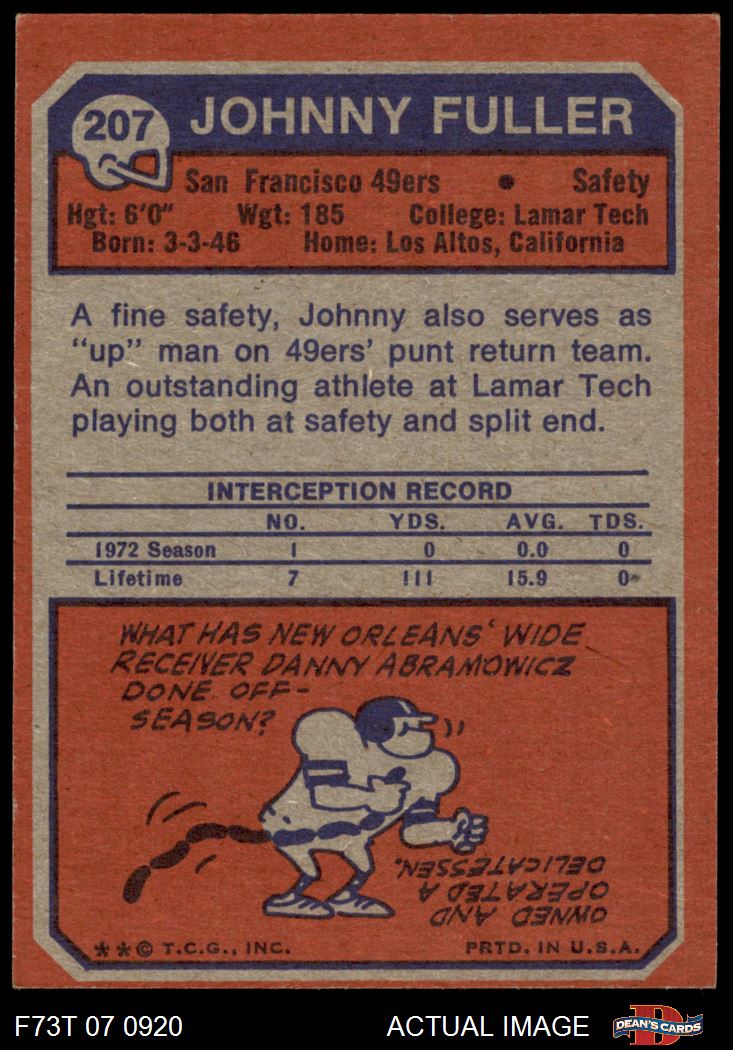 207
JOHNNY FULLER
San Francisco 49ers • Safety
Hgt: 6'0" Wgt: 185 College: Lamar Tech
Born: 3-3-46 Home: Los Altos, California
A fine safety, Johnny also serves as
"up" man on 49ers' punt return team.
An outstanding athlete at Lamar Tech
playing both at safety and split end.
INTERCEPTION RECORD
NO. YDS. AVG. TDS.
1972 Season 1 0 0.0 0
Lifetime 7 111 15.9 0
WHAT HAS NEW ORLEANS' WIDE
RECEIVER DANNY ABRAMOWICZ
DONE OFF-
SEASON?
OWNED AND
OPERATED A
DELICATESSEN.
**© T.C.G., INC. PRTD. IN U.S.A.
F73T 07 0920 ACTUAL IMAGE
D
DEAN'S CARDS